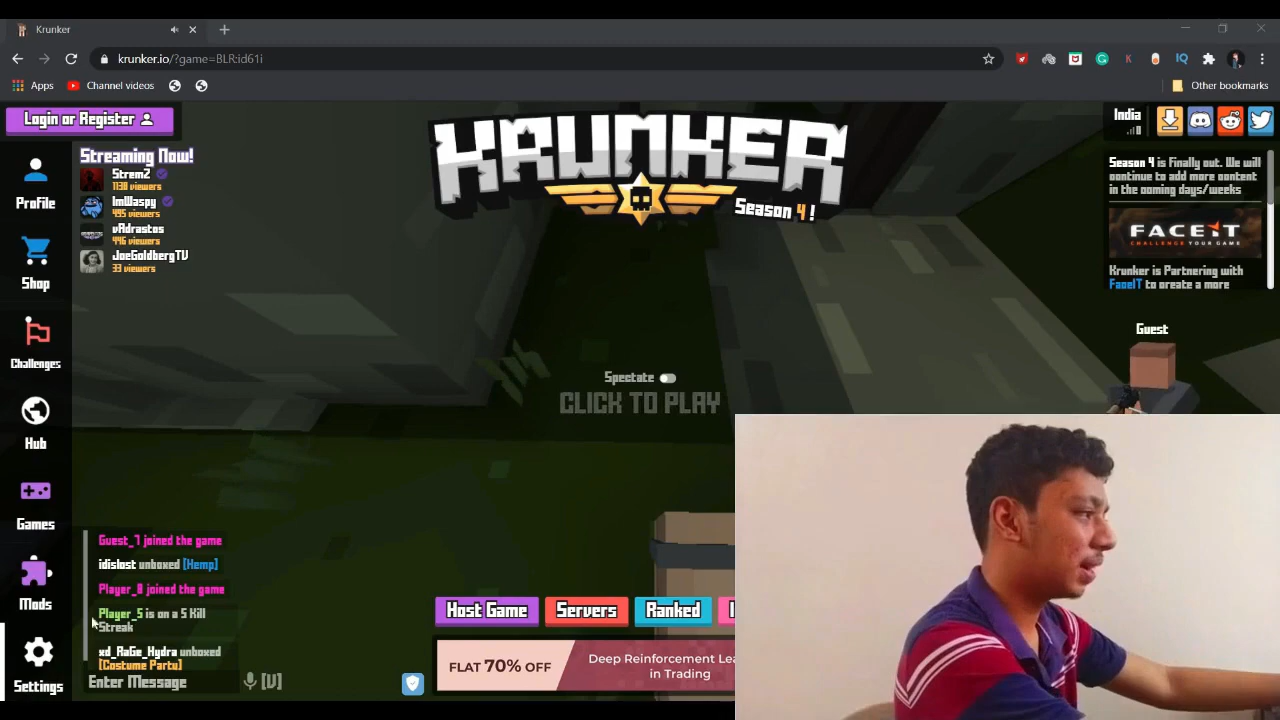 Krunker
krunker.io/?game=BLR:id61i
Apps
Channel videos
Other bookmarks
Login or Register
Streaming Now!
StremZ
1138 viewers
ImWaspy
495 viewers
vAdrastos
446 viewers
JoeGoldbergTV
33 viewers
Profile
Shop
Challenges
Hub
Games
Mods
Settings
KRUNKER
Season 4!
India
Season 4 is finally out. We will
continue to add more content
in the coming days/weeks
FACEIT
CHALLENGE YOUR GAME
Krunker is Partnering with
FaceIT to create a more
Guest
Spectate
CLICK TO PLAY
Guest_7 joined the game
idislost unboxed [Hemp]
Player_8 joined the game
Player_5 is on a 5 Kill
Streak
xd_RaGe_Hydra unboxed
[Costume Party]
Enter Message
[V]
Host Game
Servers
Ranked
FLAT 70% OFF
Deep Reinforcement Lea
in Trading